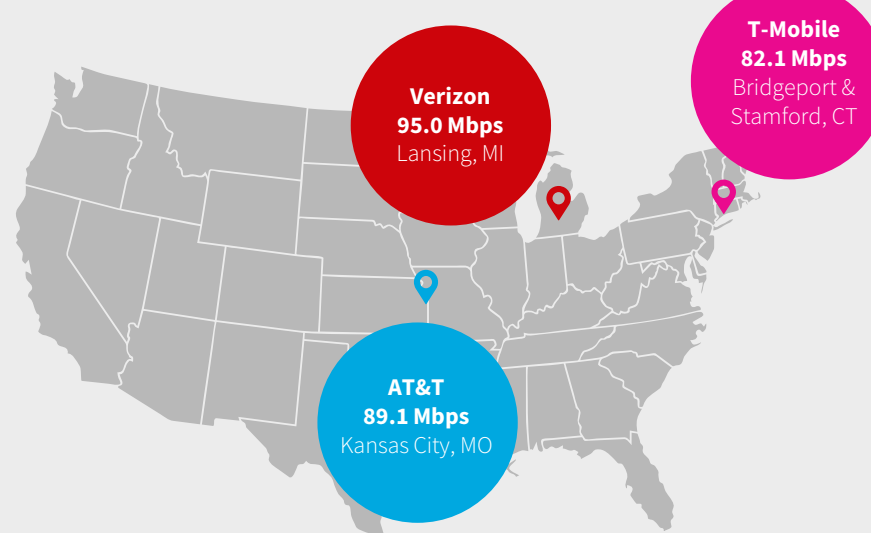 T-Mobile
82.1 Mbps
Bridgeport &
Stamford, CT
Verizon
95.0 Mbps
Lansing, MI
AT&T
89.1 Mbps
Kansas City, MO